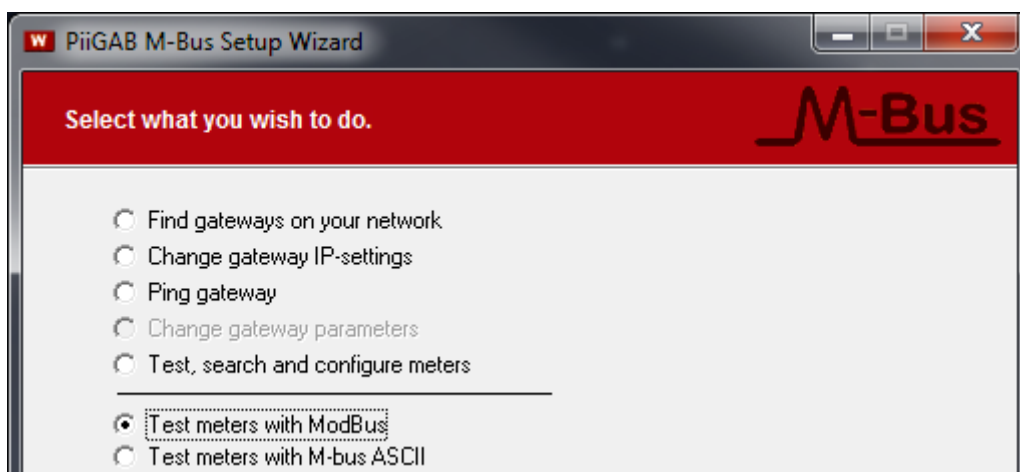 PiiGAB M-Bus Setup Wizard
Select what you wish to do.
M-Bus
Find gateways on your network
Change gateway IP-settings
Ping gateway
Change gateway parameters
Test, search and configure meters
Test meters with ModBus
Test meters with M-bus ASCII